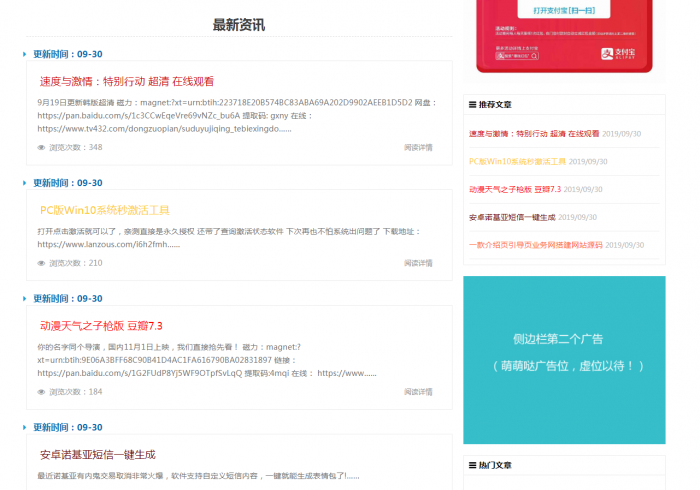 最新资讯
更新时间：09-30
速度与激情：特别行动 超清 在线观看
9月19日更新韩版超清 磁力：magnet:?xt=urn:btih:223718E20B574BC83ABA69A202D9902AEEB1D5D2 网盘：
https://pan.baidu.com/s/1c3CCwEqeVre69vNZc_bu6A 提取码: gxny 在线：
https://www.tv432.com/dongzuopian/suduyujiqing_tebiexingdo......
浏览次数：348
阅读详情
更新时间：09-30
PC版Win10系统秒激活工具
打开点击激活就可以了，亲测直接是永久授权 还带了查询激活状态软件 下次再也不怕系统出问题了 下载地址：
https://www.lanzous.com/i6h2fmh......
浏览次数：210
阅读详情
更新时间：09-30
动漫天气之子枪版 豆瓣7.3
你的名字同个导演，国内11月1日上映，我们直接抢先看！ 磁力：magnet:?
xt=urn:btih:9E06A3BFF68C90B41D4AC1FA616790BA02831897 链接：
https://pan.baidu.com/s/1G2FUdP8Yj5WF9OTpfSvLqQ 提取码:4mqi 在线： https://www......
浏览次数：184
阅读详情
更新时间：09-30
安卓诺基亚短信一键生成
最近诺基亚有内鬼交易取消非常火爆，软件支持自定义短信内容，一键就能生成表情包了!......
打开支付宝[扫一扫]
支付宝
ALIPAY
推荐文章
速度与激情：特别行动 超清 在线观看 2019/09/30
PC版Win10系统秒激活工具 2019/09/30
动漫天气之子枪版 豆瓣7.3 2019/09/30
安卓诺基亚短信一键生成 2019/09/30
一款介绍页引导页业务网搭建网站源码 2019/09/30
侧边栏第二个广告
（萌萌哒广告位，虚位以待！）
热门文章